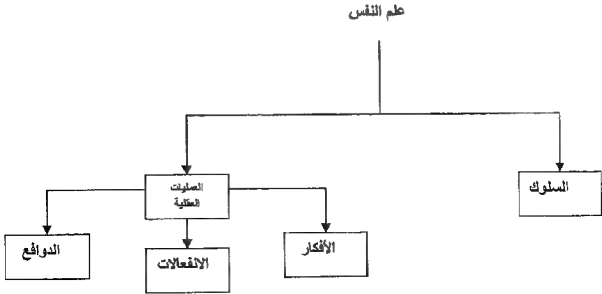 علم النفس
السلوك
العمليات
العقلية
الأفكار
الانفعالات
الدوافع